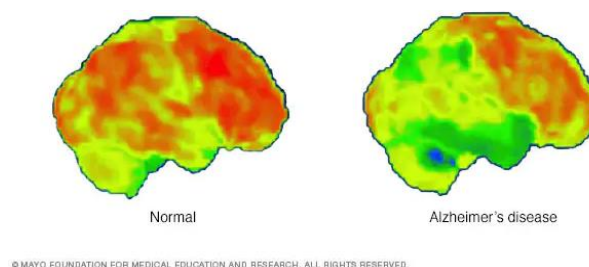 Normal
Alzheimer's disease
© MAYO FOUNDATION FOR MEDICAL EDUCATION AND RESEARCH. ALL RIGHTS RESERVED.